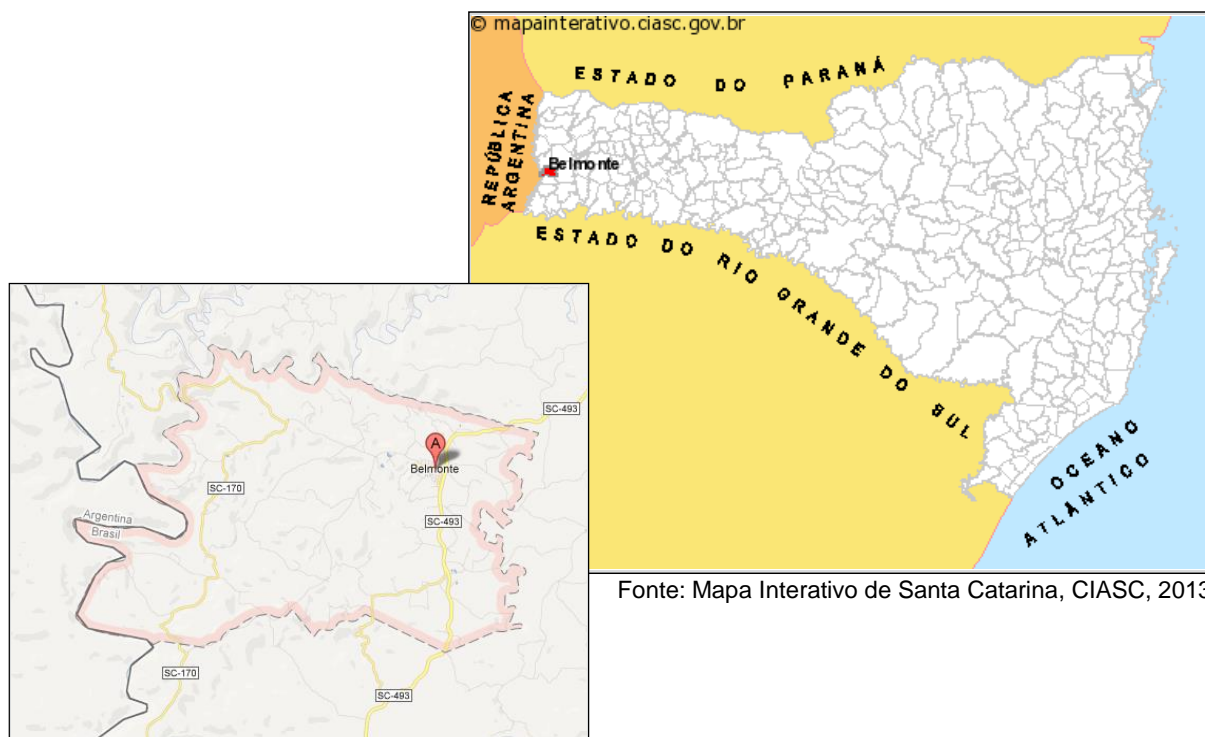 © mapainterativo.ciasc.gov.br
ESTADO DO PARANÁ
REPÚBLICA
ARGENTINA
Belmonte
ESTADO DO RIO GRANDE DO SUL
OCEANO
ATLÂNTICO
Fonte: Mapa Interativo de Santa Catarina, CIASC, 2013
SC-493
A
Belmonte
SC-170
SC-493
Argentina
Brasil
SC-170
SC-493